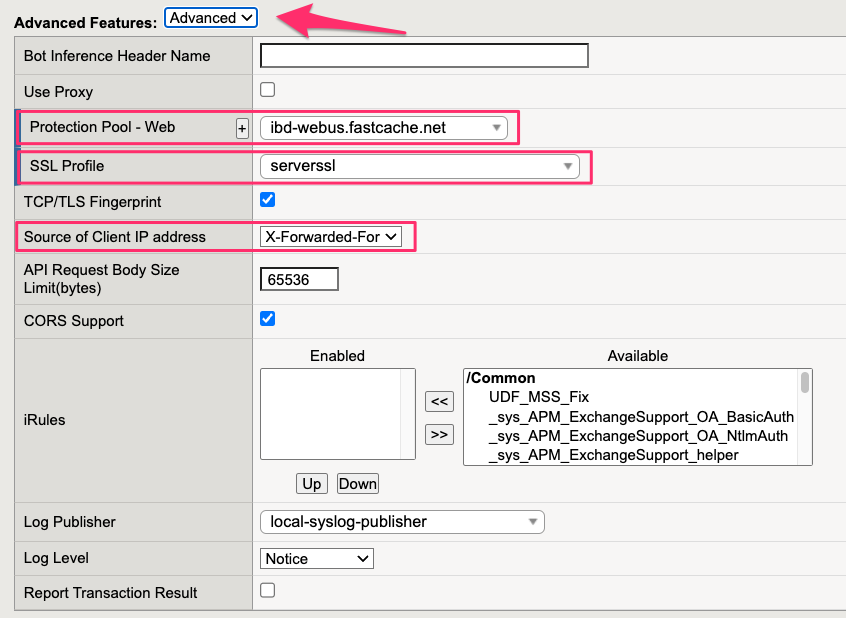 Advanced Features: Advanced
Bot Inference Header Name
Use Proxy
Protection Pool - Web + ibd-webus.fastcache.net
SSL Profile serverssl
TCP/TLS Fingerprint
Source of Client IP address X-Forwarded-For
API Request Body Size
Limit(bytes) 65536
CORS Support
Enabled Available
/Common
UDF_MSS_Fix
<< _sys_APM_ExchangeSupport_OA_BasicAuth
iRules
>> _sys_APM_ExchangeSupport_OA_NtlmAuth
_sys_APM_ExchangeSupport_helper
Up Down
Log Publisher local-syslog-publisher
Log Level Notice
Report Transaction Result